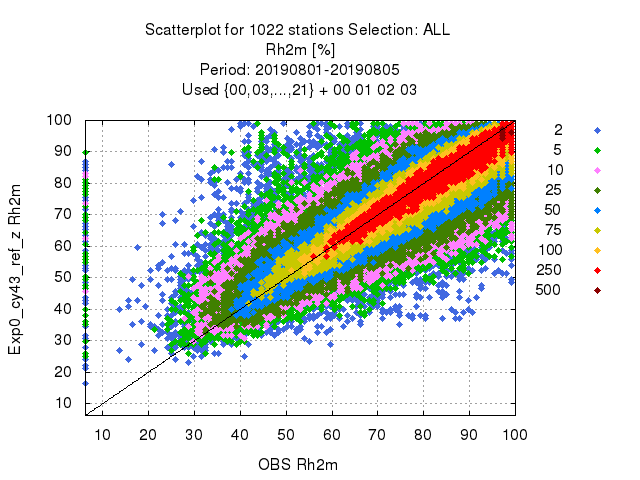 Scatterplot for 1022 stations Selection: ALL
Rh2m [%]
Period: 20190801-20190805
Used {00,03,...,21} + 00 01 02 03
100
90
80
70
60
50
40
30
20
10
Exp0_cy43_ref_z Rh2m
10 20 30 40 50 60 70 80 90 100
OBS Rh2m
2
5
10
25
50
75
100
250
500